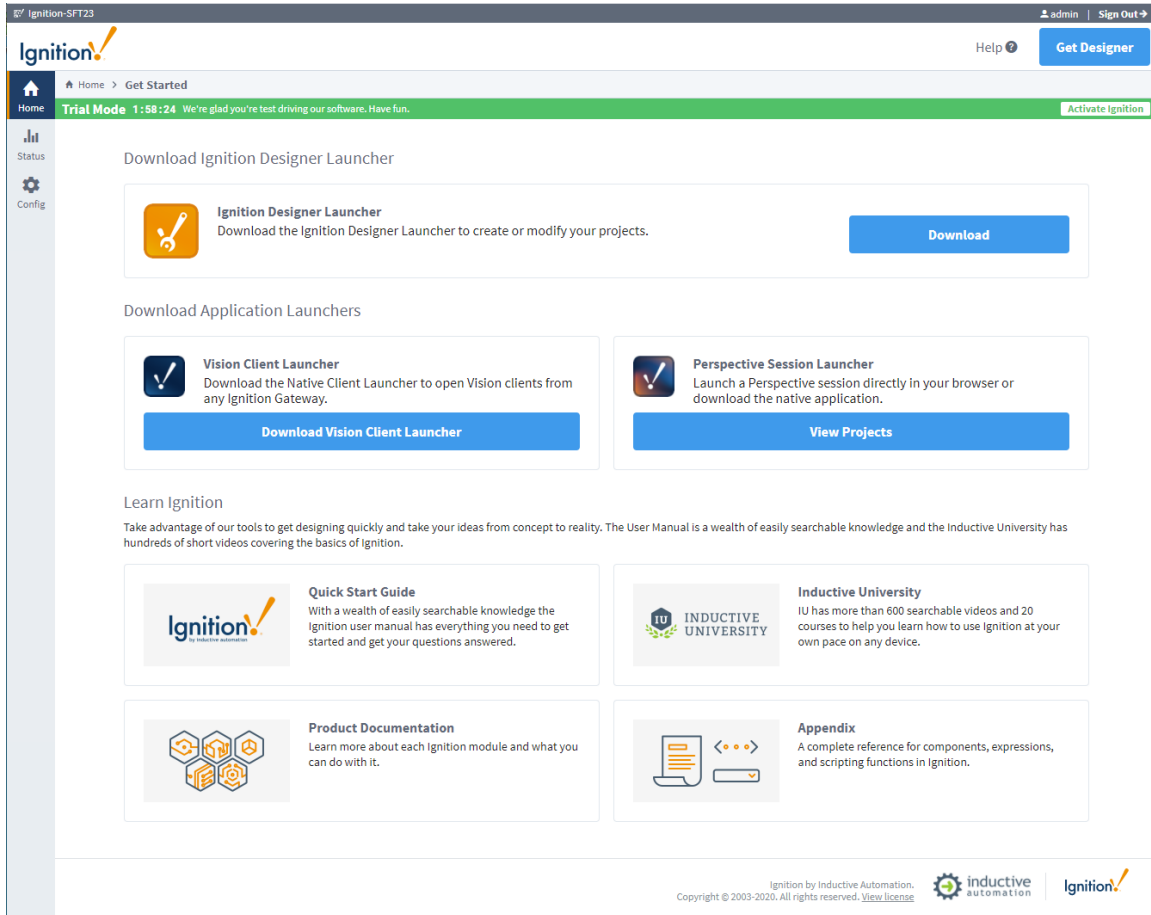 Ignition-SFT23
admin | Sign Out
Ignition!
Help
Get Designer
Home > Get Started
Home
Trial Mode 1:58:24 We're glad you're test driving our software. Have fun.
Activate Ignition
Status
Config
Download Ignition Designer Launcher
Ignition Designer Launcher
Download the Ignition Designer Launcher to create or modify your projects.
Download
Download Application Launchers
Vision Client Launcher
Download the Native Client Launcher to open Vision clients from
any Ignition Gateway.
Download Vision Client Launcher
Perspective Session Launcher
Launch a Perspective session directly in your browser or
download the native application.
View Projects
Learn Ignition
Take advantage of our tools to get designing quickly and take your ideas from concept to reality. The User Manual is a wealth of easily searchable knowledge and the Inductive University has
hundreds of short videos covering the basics of Ignition.
Ignition!
by inductive automation
Quick Start Guide
With a wealth of easily searchable knowledge the
Ignition user manual has everything you need to get
started and get your questions answered.
IU
INDUCTIVE
UNIVERSITY
Inductive University
IU has more than 600 searchable videos and 20
courses to help you learn how to use Ignition at your
own pace on any device.
Product Documentation
Learn more about each Ignition module and what you
can do with it.
Appendix
A complete reference for components, expressions,
and scripting functions in Ignition.
Ignition by Inductive Automation.
Copyright © 2003-2020. All rights reserved. View license
inductive
automation
Ignition!